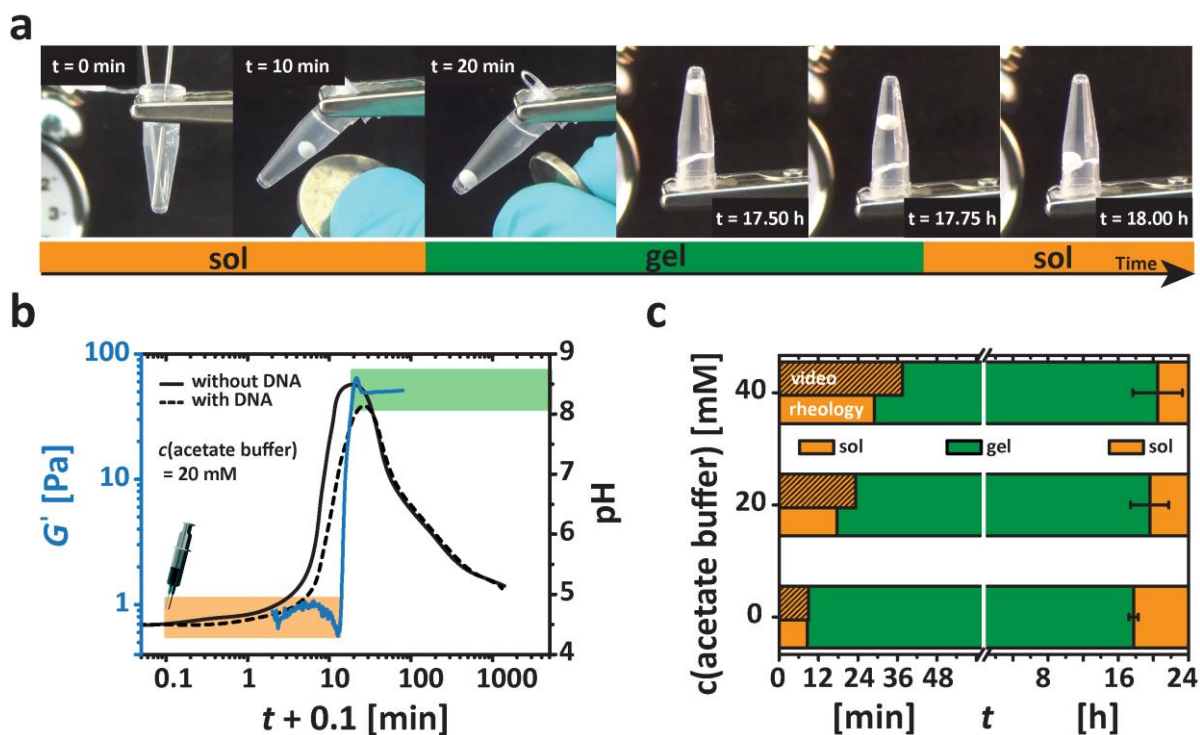 a
t = 0 min
t = 10 min
t = 20 min
t = 17.50 h
t = 17.75 h
t = 18.00 h
2
3
sol
gel
sol
Time
b
100
10
1
G' [Pa]
without DNA
with DNA
c(acetate buffer)
= 20 mM
9
8
7
6
5
4
pH
0.1
1
10
100
1000
t + 0.1 [min]
c
c(acetate buffer) [mM]
40
20
0
video
rheology
sol
gel
sol
0
12
24
36
48
8
16
24
[min]
t
[h]